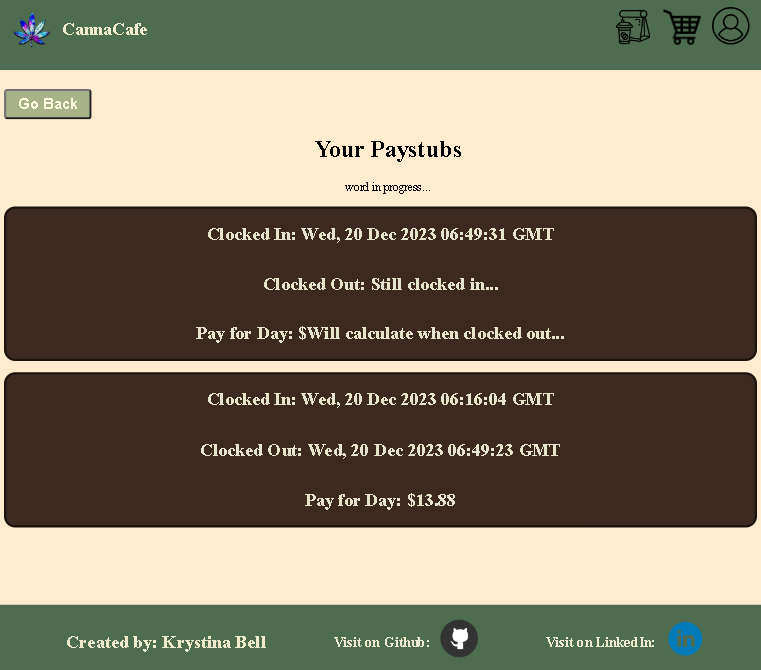 CannaCafe
Go Back
Your Paystubs
word in progress...
Clocked In: Wed, 20 Dec 2023 06:49:31 GMT
Clocked Out: Still clocked in...
Pay for Day: $Will calculate when clocked out...
Clocked In: Wed, 20 Dec 2023 06:16:04 GMT
Clocked Out: Wed, 20 Dec 2023 06:49:23 GMT
Pay for Day: $13.88
Created by: Krystina Bell Visit on Github: Visit on LinkedIn: in